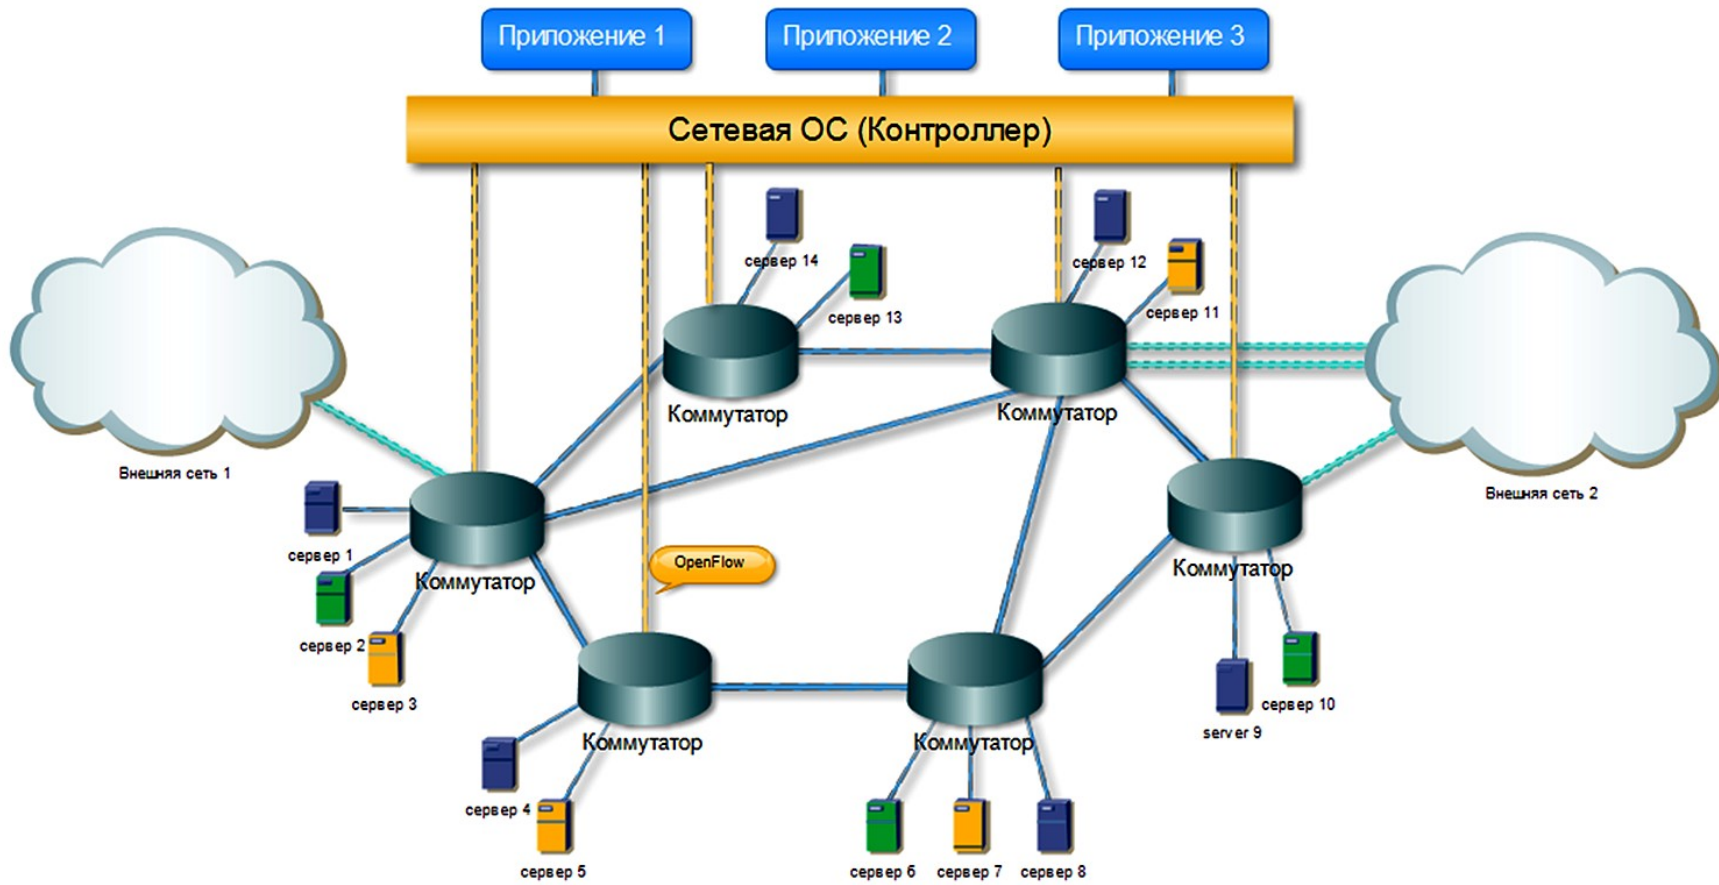 Приложение 1
Приложение 2
Приложение 3
Сетевая ОС (Контроллер)
сервер 14
сервер 13
сервер 12
сервер 11
Коммутатор
Коммутатор
Внешняя сеть 1
Внешняя сеть 2
сервер 1
OpenFlow
Коммутатор
Коммутатор
сервер 2
сервер 3
сервер 10
server 9
Коммутатор
Коммутатор
сервер 4
сервер 5
сервер 6
сервер 7
сервер 8